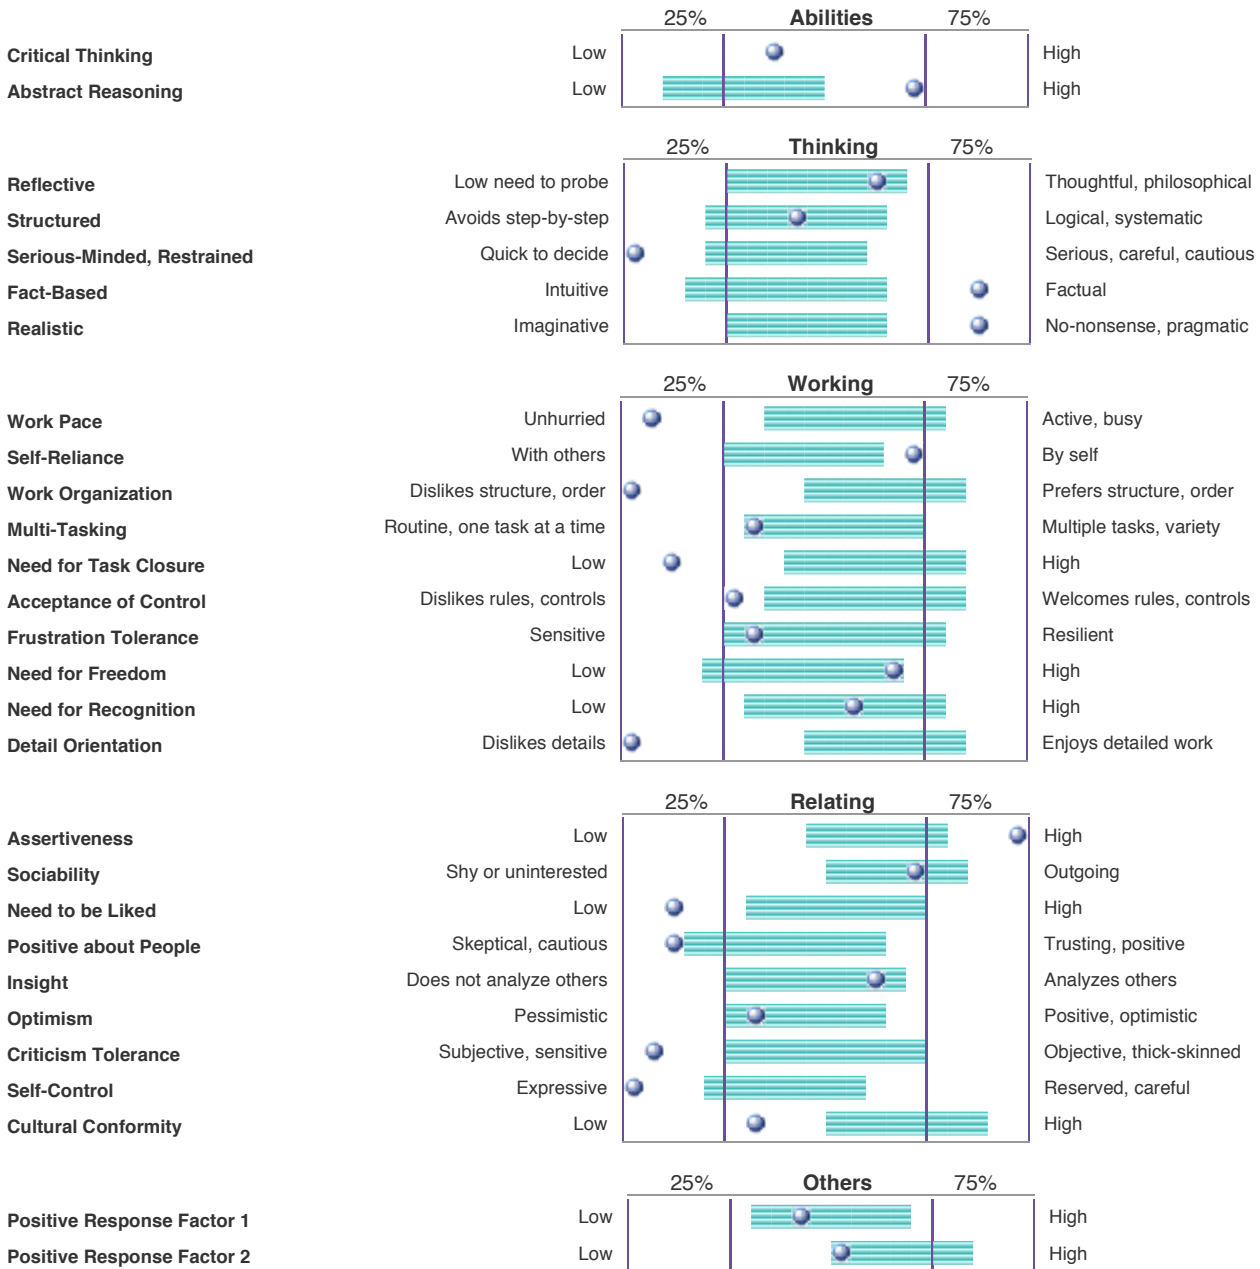 25% Abilities 75%
Critical Thinking Low High
Abstract Reasoning Low High
25% Thinking 75%
Reflective Low need to probe Thoughtful, philosophical
Structured Avoids step-by-step Logical, systematic
Serious-Minded, Restrained Quick to decide Serious, careful, cautious
Fact-Based Intuitive Factual
Realistic Imaginative No-nonsense, pragmatic
25% Working 75%
Work Pace Unhurried Active, busy
Self-Reliance With others By self
Work Organization Dislikes structure, order Prefers structure, order
Multi-Tasking Routine, one task at a time Multiple tasks, variety
Need for Task Closure Low High
Acceptance of Control Dislikes rules, controls Welcomes rules, controls
Frustration Tolerance Sensitive Resilient
Need for Freedom Low High
Need for Recognition Low High
Detail Orientation Dislikes details Enjoys detailed work
25% Relating 75%
Assertiveness Low High
Sociability Shy or uninterested Outgoing
Need to be Liked Low High
Positive about People Skeptical, cautious Trusting, positive
Insight Does not analyze others Analyzes others
Optimism Pessimistic Positive, optimistic
Criticism Tolerance Subjective, sensitive Objective, thick-skinned
Self-Control Expressive Reserved, careful
Cultural Conformity Low High
25% Others 75%
Positive Response Factor 1 Low High
Positive Response Factor 2 Low High